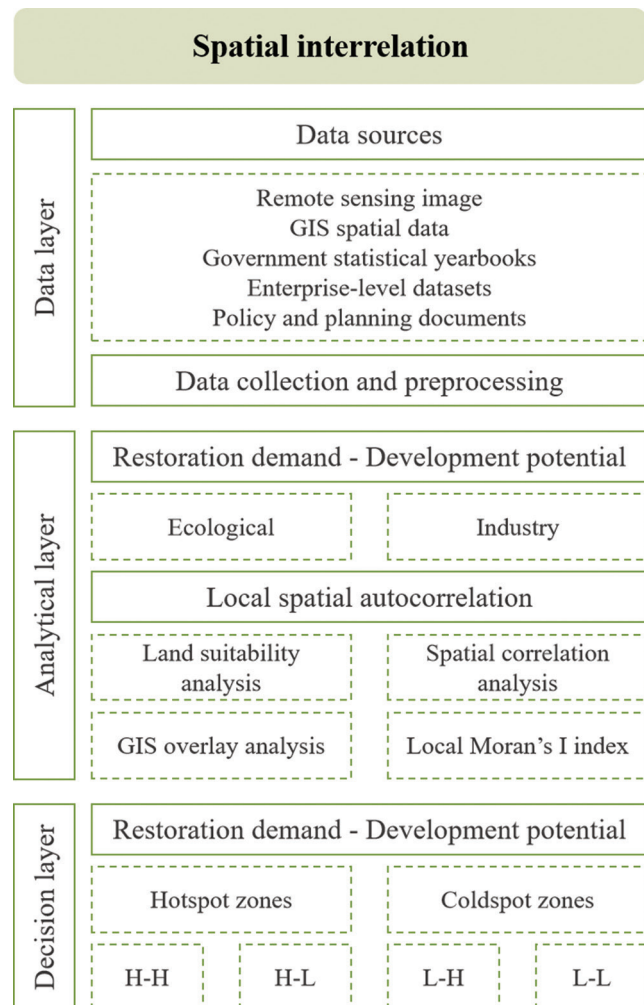 Spatial interrelation
Data layer
Data sources
Remote sensing image
GIS spatial data
Government statistical yearbooks
Enterprise-level datasets
Policy and planning documents
Data collection and preprocessing
Analytical layer
Restoration demand - Development potential
Ecological
Industry
Local spatial autocorrelation
Land suitability
analysis
Spatial correlation
analysis
GIS overlay analysis
Local Moran's I index
Decision layer
Restoration demand - Development potential
Hotspot zones
Coldspot zones
H-H
H-L
L-H
L-L